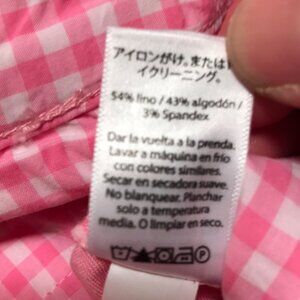 アイロンがけ。または
イクリーニング。
54% lino / 43% algodón /
3% Spandex
Dar la vuelta a la prenda.
Lavar a máquina en frío
con colores similares.
Secar en secadora suave.
No blanquear. Planchar
solo a temperatura
media. O limpiar en seco.